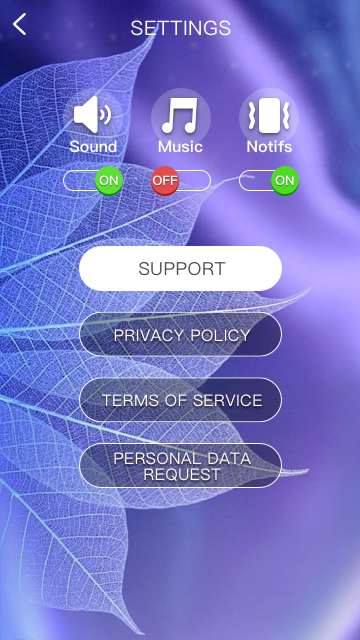 SETTINGS
Sound Music Notifs
ON OFF ON
SUPPORT
PRIVACY POLICY
TERMS OF SERVICE
PERSONAL DATA
REQUEST